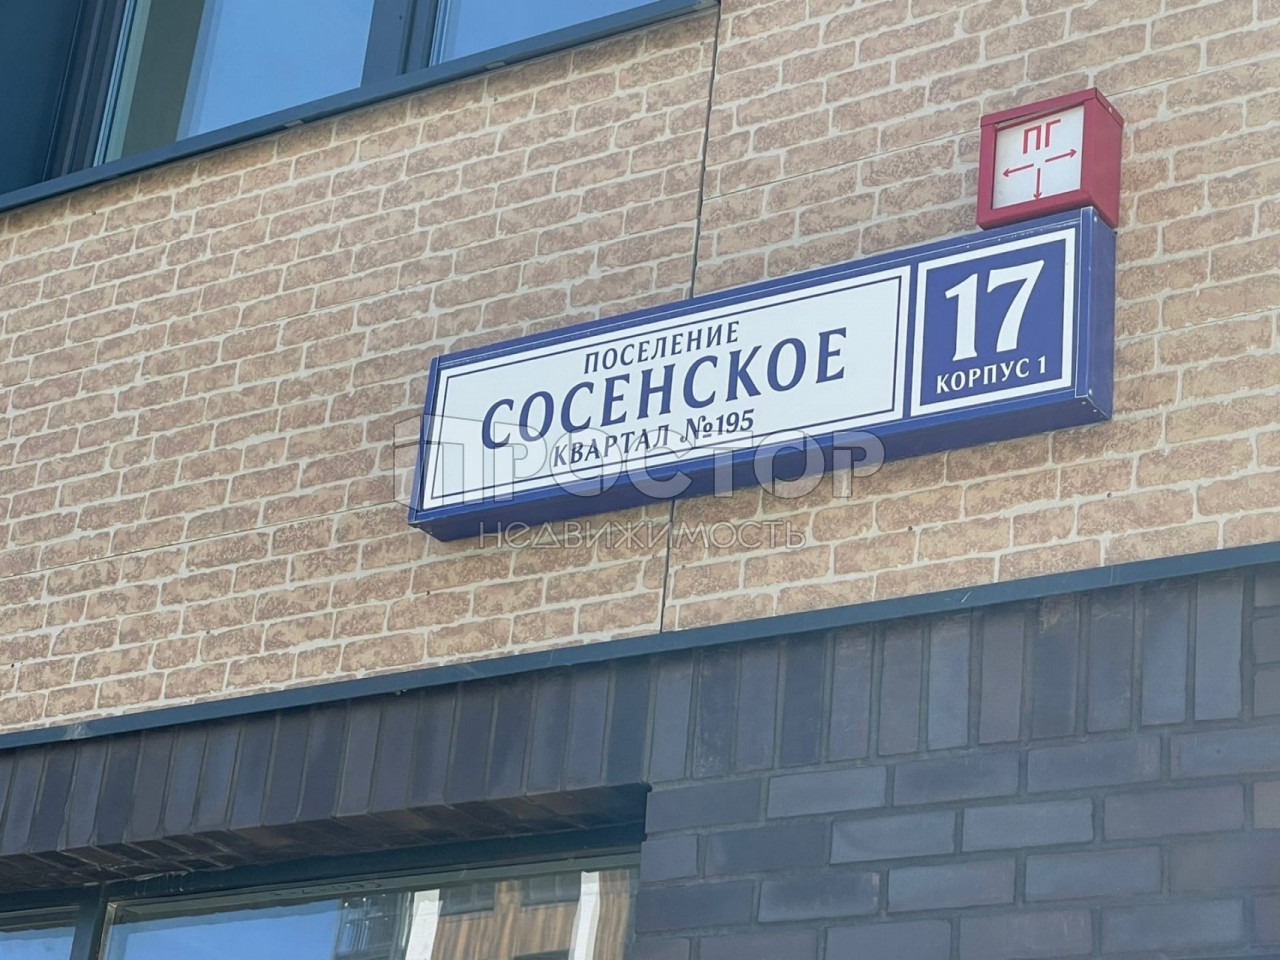 ПГ
ПОСЕЛЕНИЕ
СОСЕНСКОЕ
КВАРТАЛ №195
17
КОРПУС 1
ПРОСТОР
НЕДВИЖИМОСТЬ